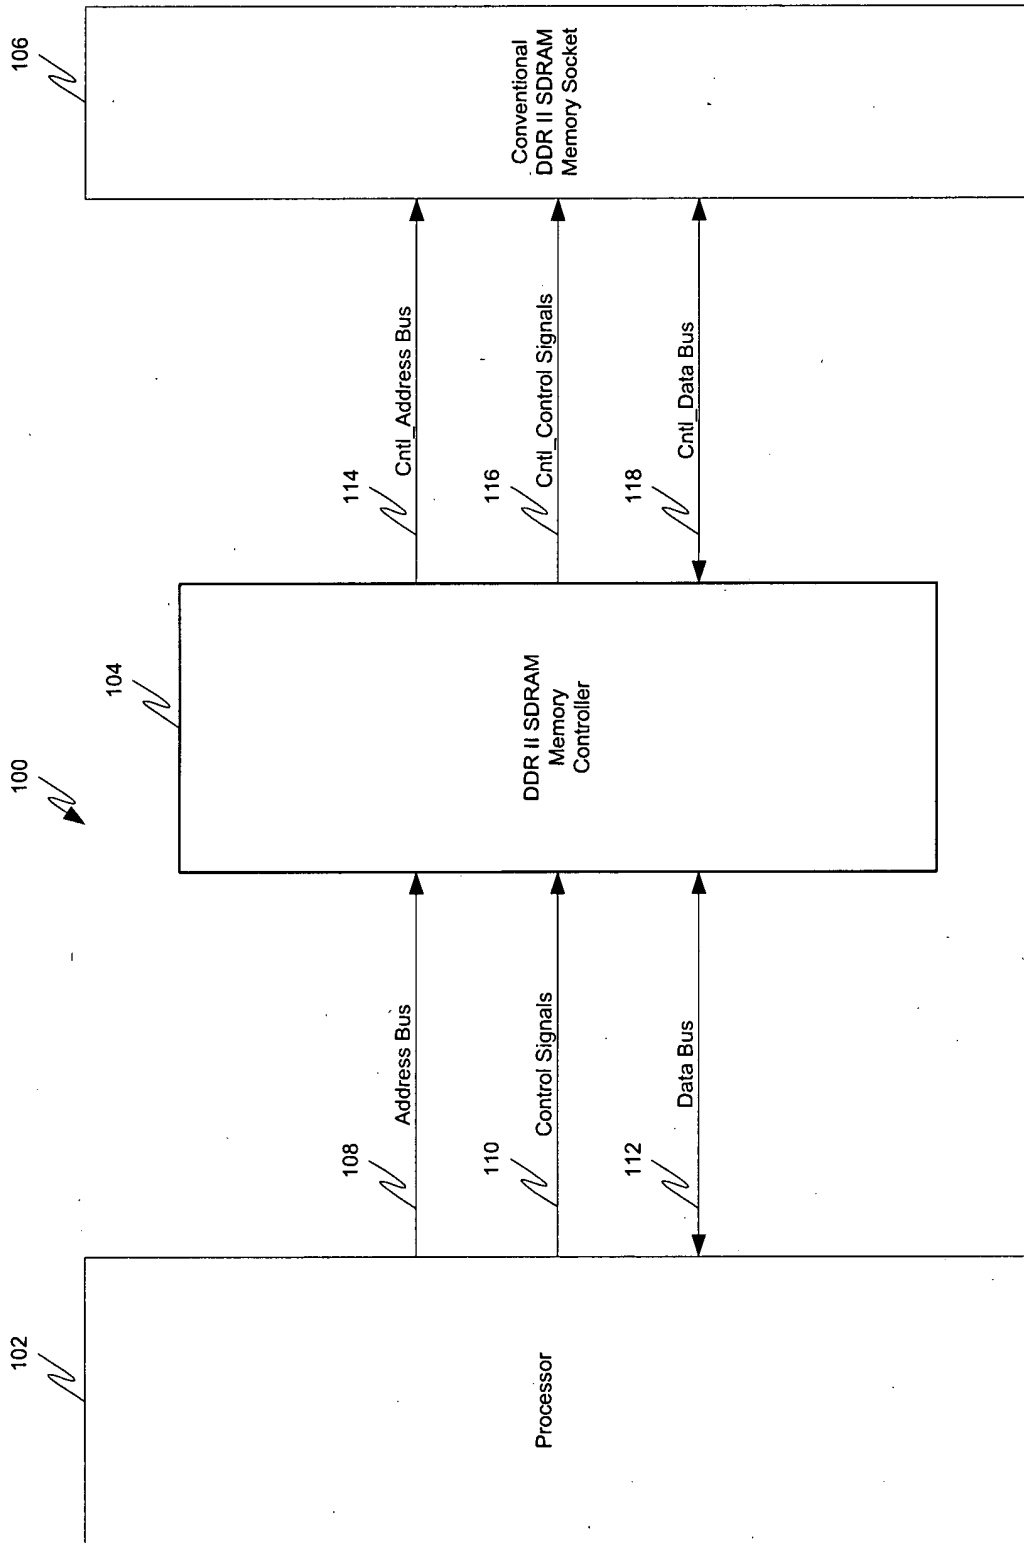 100
102
Processor
108
Address Bus
110
Control Signals
112
Data Bus
104
DDR II SDRAM
Memory
Controller
114
Cntl_Address Bus
116
Cntl_Control Signals
118
Cntl_Data Bus
106
Conventional
DDR II SDRAM
Memory Socket